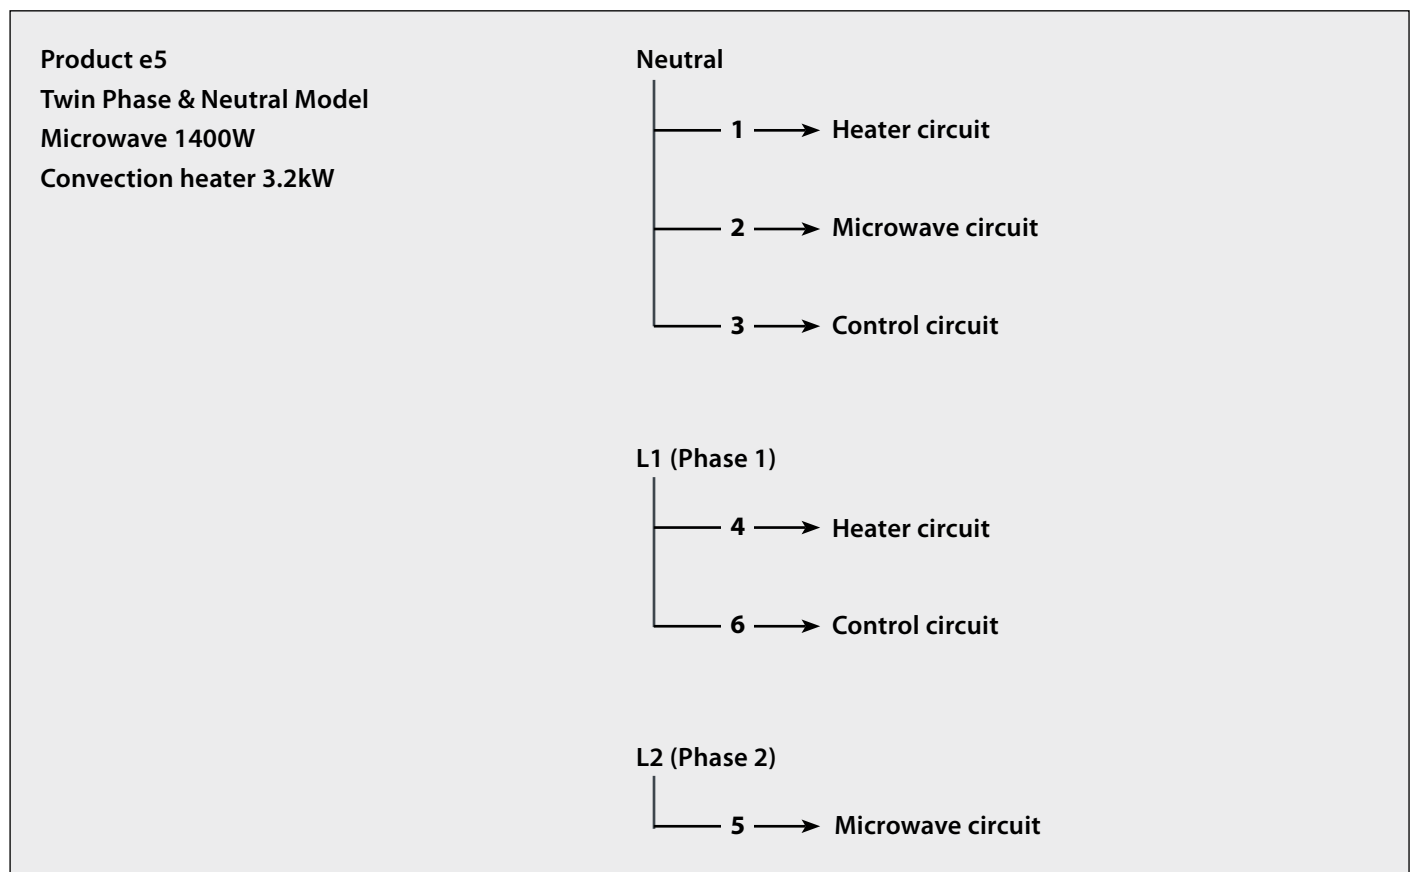 Product e5
Twin Phase & Neutral Model
Microwave 1400W
Convection heater 3.2kW
Neutral
1 Heater circuit
2 Microwave circuit
3 Control circuit
L1 (Phase 1)
4 Heater circuit
6 Control circuit
L2 (Phase 2)
5 Microwave circuit